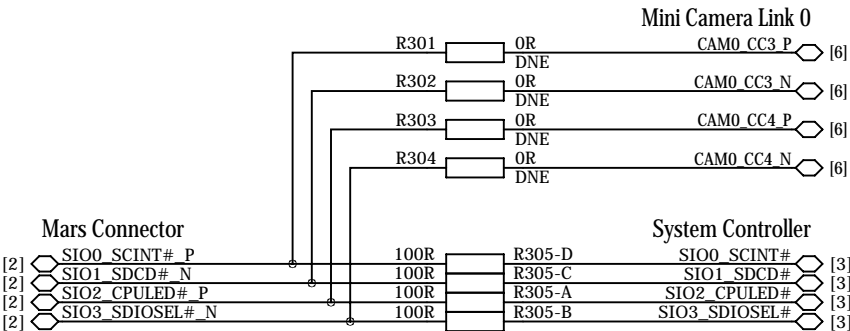 Mini Camera Link 0
R301 0R CAM0_CC3_P [6]
DNE
R302 0R CAM0_CC3_N [6]
DNE
R303 0R CAM0_CC4_P [6]
DNE
R304 0R CAM0_CC4_N [6]
DNE
Mars Connector System Controller
[2] SIO0_SCINT#_P 100R R305-D SIO0_SCINT# [3]
[2] SIO1_SDCD#_N 100R R305-C SIO1_SDCD# [3]
[2] SIO2_CPULED#_P 100R R305-A SIO2_CPULED# [3]
[2] SIO3_SDIOSEL#_N 100R R305-B SIO3_SDIOSEL# [3]